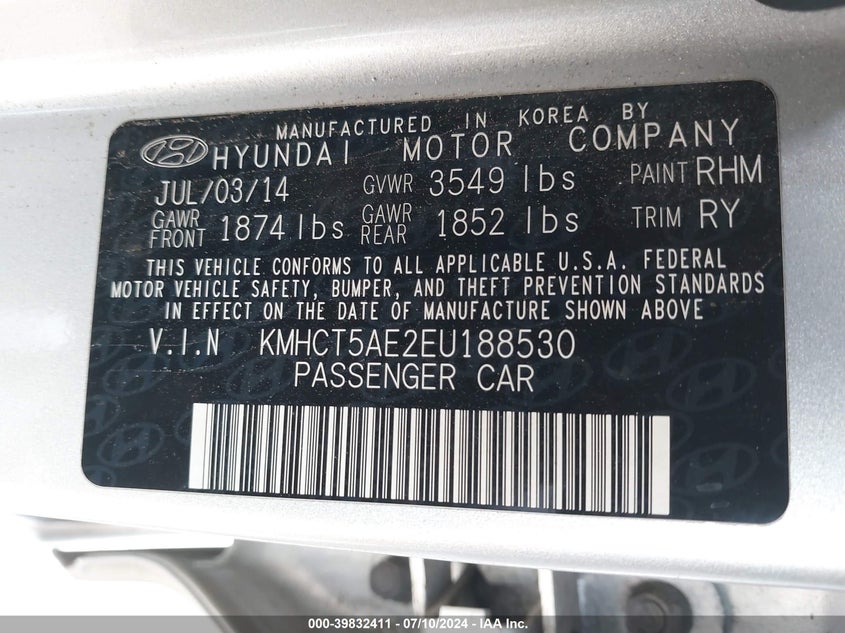 MANUFACTURED IN KOREA BY
HYUNDAI MOTOR COMPANY
JUL/03/14 GVWR 3549 lbs PAINT RHM
GAWR FRONT 1874 lbs GAWR REAR 1852 lbs TRIM RY
THIS VEHICLE CONFORMS TO ALL APPLICABLE U.S.A. FEDERAL
MOTOR VEHICLE SAFETY, BUMPER, AND THEFT PREVENTION STANDARDS
IN EFFECT ON THE DATE OF MANUFACTURE SHOWN ABOVE
V.I.N KMHCT5AE2EU188530
PASSENGER CAR
000-39832411 - 07/10/2024 - IAA Inc.